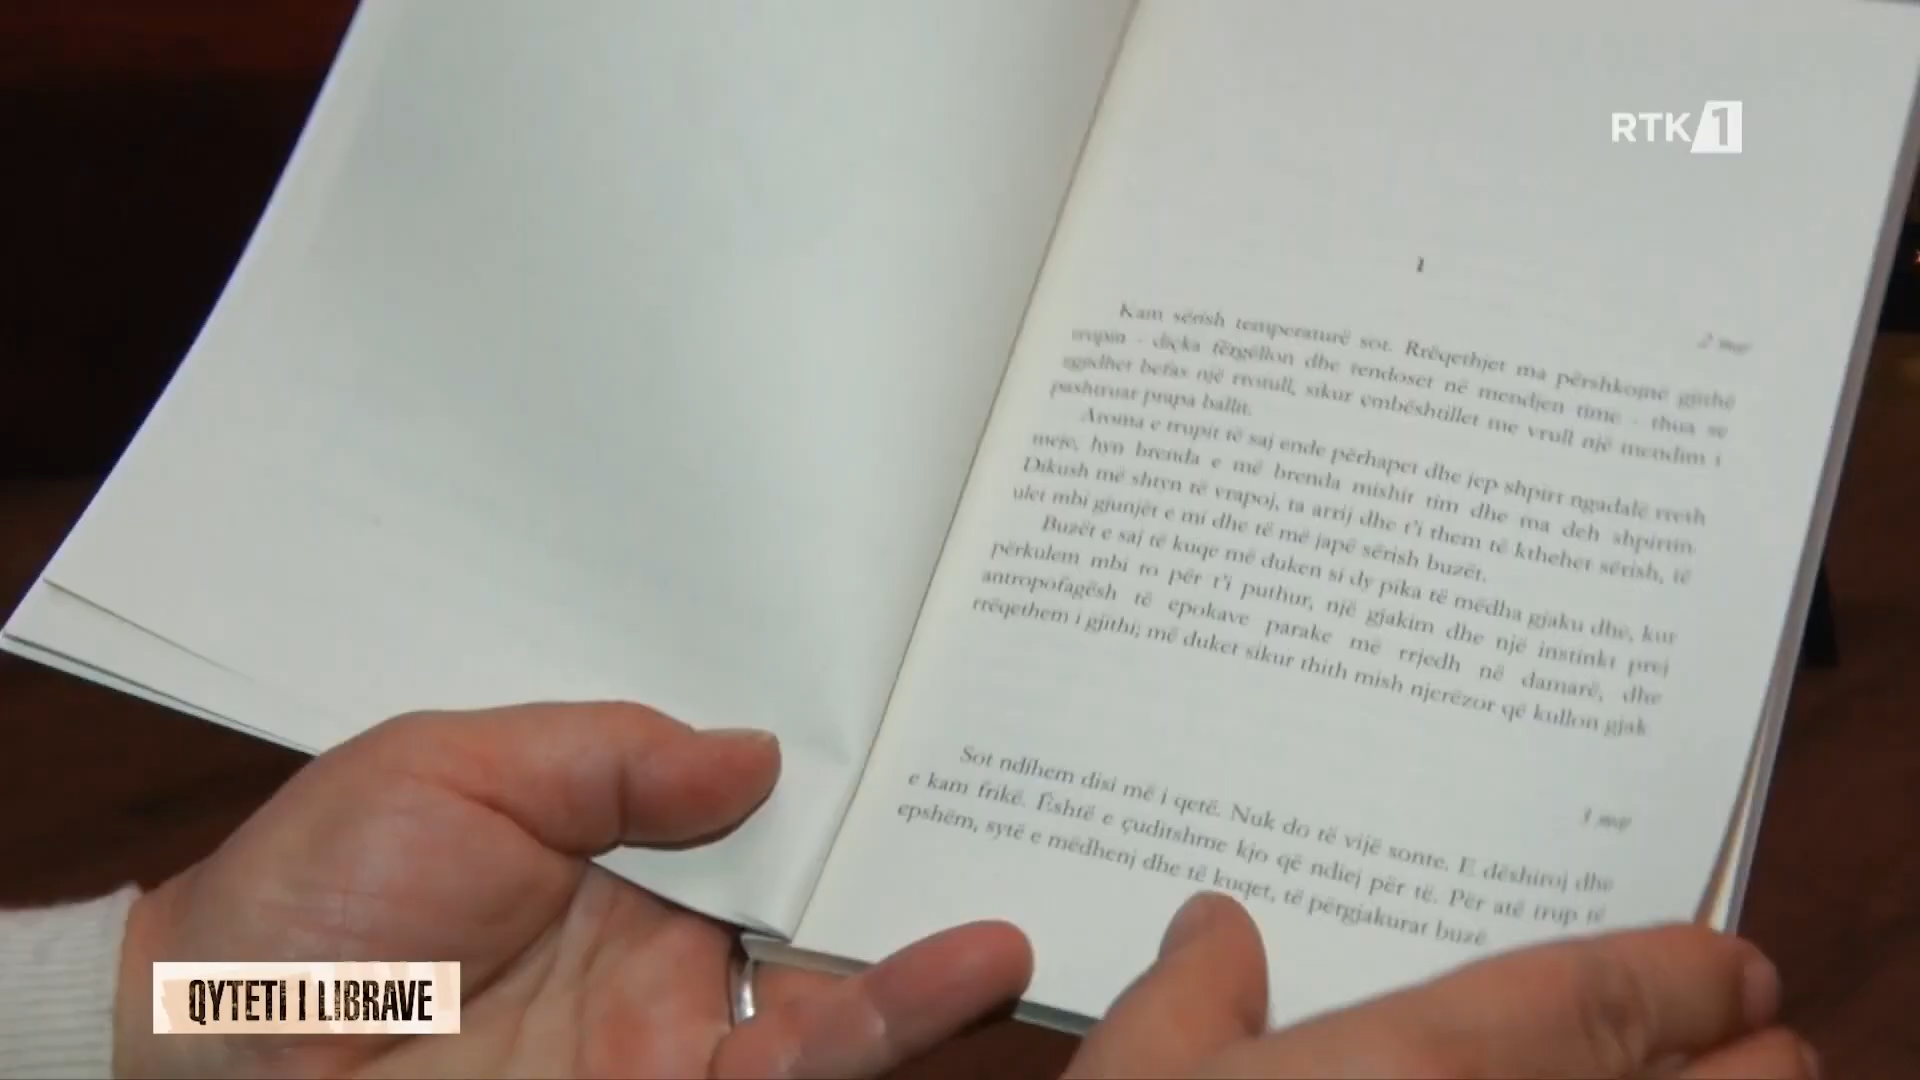 RTK 1
1
2 maj
Kam sërish temperaturë sot. Rrëqethjet ma përshkojnë gjithë
trupin - diçka fërgëllon dhe tendoset në mendjen time - thua se
zgjidhet befas një rrotull, sikur embështillet me vrull një mendim i
pashtruar prapa ballit.
Aroma e trupit të saj ende përhapet dhe jep shpirt ngadalë rreth
meje, hyn brenda e më brenda mishit tim dhe ma deh shpirtin.
Dikush më shtyn të vrapoj, ta arrij dhe t'i them të kthehet sërish, të
ulet mbi gjunjët e mi dhe të më japë sërish buzët.
Buzët e saj të kuqe më duken si dy pika të mëdha gjaku dhe, kur
përkulem mbi to për t'i puthur, një gjakim dhe një instinkt prej
antropofagësh të epokave parake më rrjedh në damarë, dhe
rrëqethem i gjithi; më duket sikur thith mish njerëzor që kullon gjak
maj
Sot ndihem disi më i qetë. Nuk do të vijë sonte. E dëshiroj dhe
e kam frikë. Është e çuditshme kjo që ndiej për të. Për atë trup të
epshëm, sytë e mëdhenj dhe të kuqet, të përgjakurat buzë
QYTETI I LIBRAVE